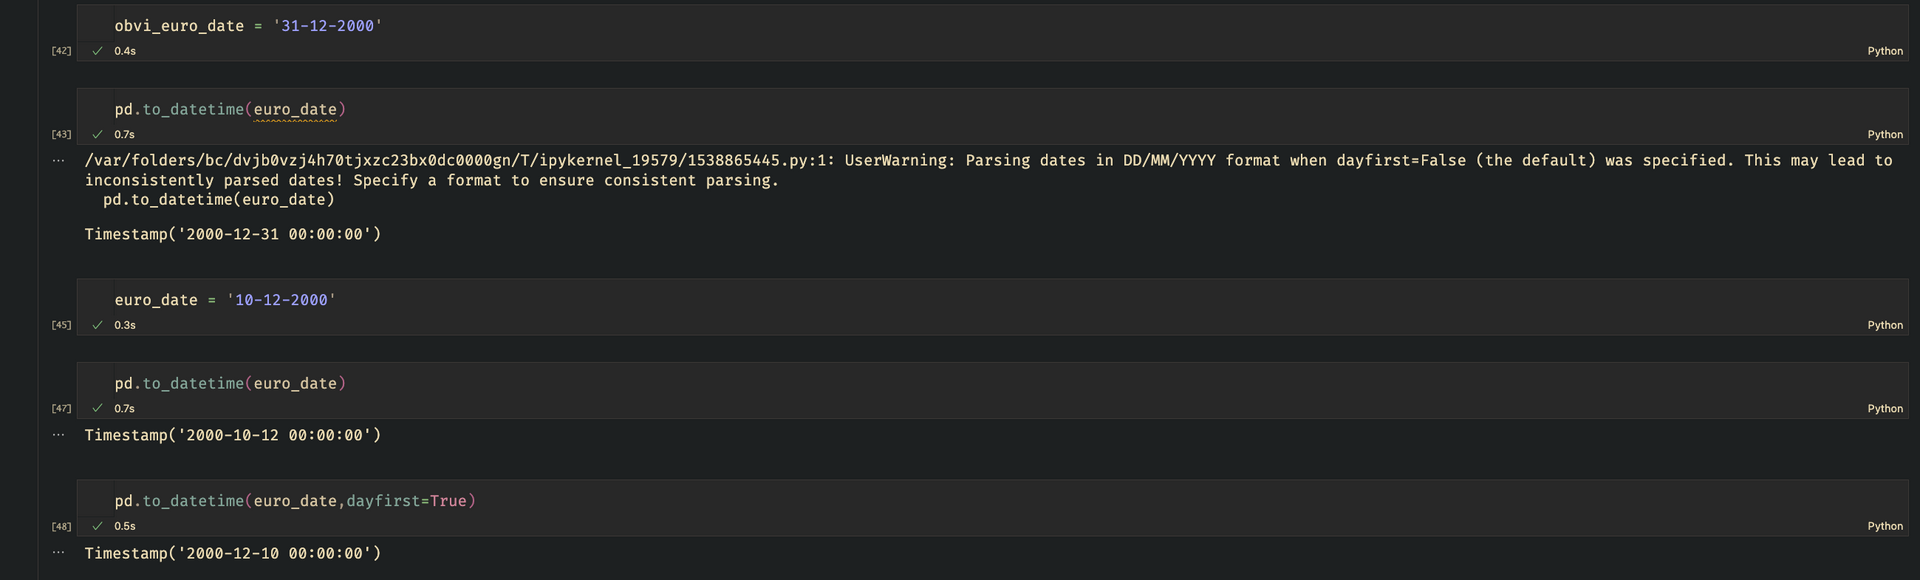 obvi_euro_date = '31-12-2000'
[42] ✓ 0.4s Python
pd.to_datetime(euro_date)
[43] ✓ 0.7s Python
... /var/folders/bc/dvjb0vzj4h70tjxzc23bx0dc0000gn/T/ipykernel_19579/1538865445.py:1: UserWarning: Parsing dates in DD/MM/YYYY format when dayfirst=False (the default) was specified. This may lead to
inconsistently parsed dates! Specify a format to ensure consistent parsing.
pd.to_datetime(euro_date)
Timestamp('2000-12-31 00:00:00')
euro_date = '10-12-2000'
[45] ✓ 0.3s Python
pd.to_datetime(euro_date)
[47] ✓ 0.7s Python
... Timestamp('2000-10-12 00:00:00')
pd.to_datetime(euro_date,dayfirst=True)
[48] ✓ 0.5s Python
... Timestamp('2000-12-10 00:00:00')